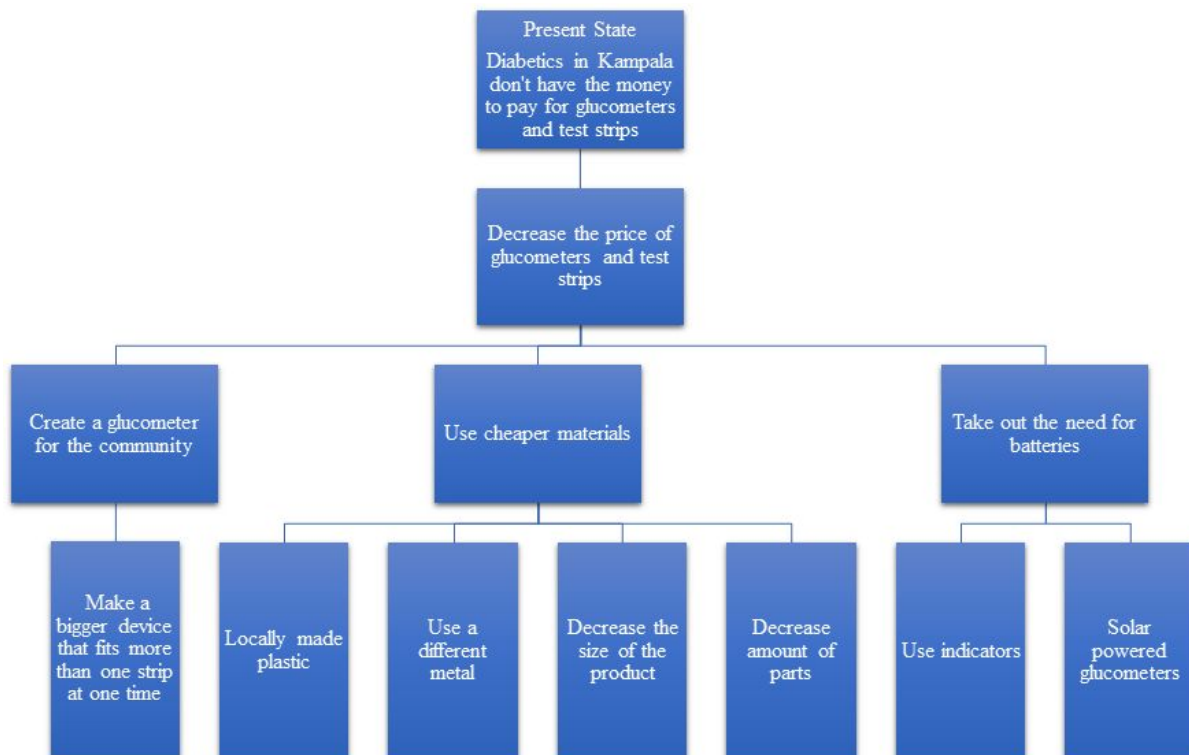 Present State
Diabetics in Kampala
don't have the money
to pay for glucometers
and test strips
Decrease the price of
glucometers and test
strips
Create a glucometer
for the community
Use cheaper materials
Take out the need for
batteries
Make a
bigger device
that fits more
than one strip
at one time
Locally made
plastic
Use a
different
metal
Decrease the
size of the
product
Decrease
amount of
parts
Use indicators
Solar
powered
glucometers